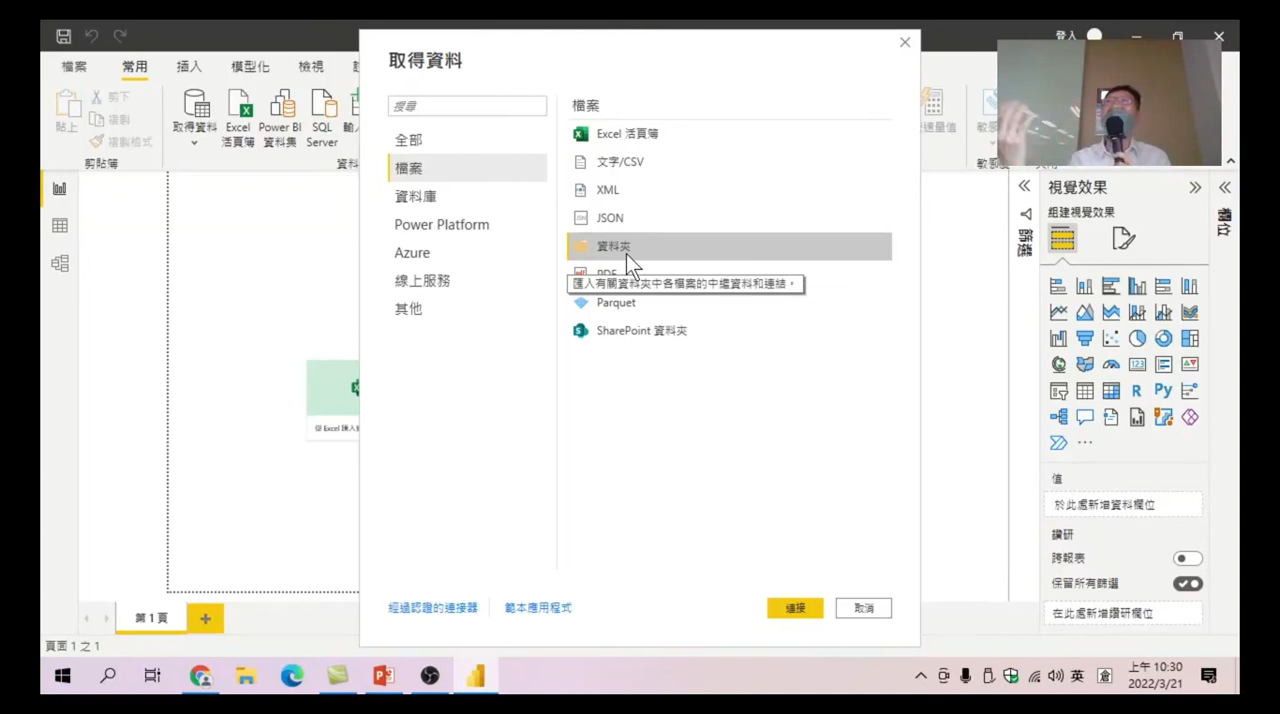 登入
檔案
常用
插入
模型化
檢視
貼上
剪下
複製
複製格式
剪貼簿
取得資料
Excel 活頁簿
Power BI 資料集
SQL Server
取得資料
搜尋
全部
檔案
資料庫
Power Platform
Azure
線上服務
其他
檔案
Excel 活頁簿
文字/CSV
XML
JSON
資料夾
PDF
匯入有關資料夾中各檔案的中繼資料和連結。
Parquet
SharePoint 資料夾
經過認證的連接器
範本應用程式
連接
取消
篩選
視覺效果
組建視覺效果
123
R
Py
值
於此處新增資料欄位
鑽研
跨報表
保留所有篩選
在此處新增鑽研欄位
第 1 頁
頁面 1 之 1
英
倉
上午 10:30
2022/3/21